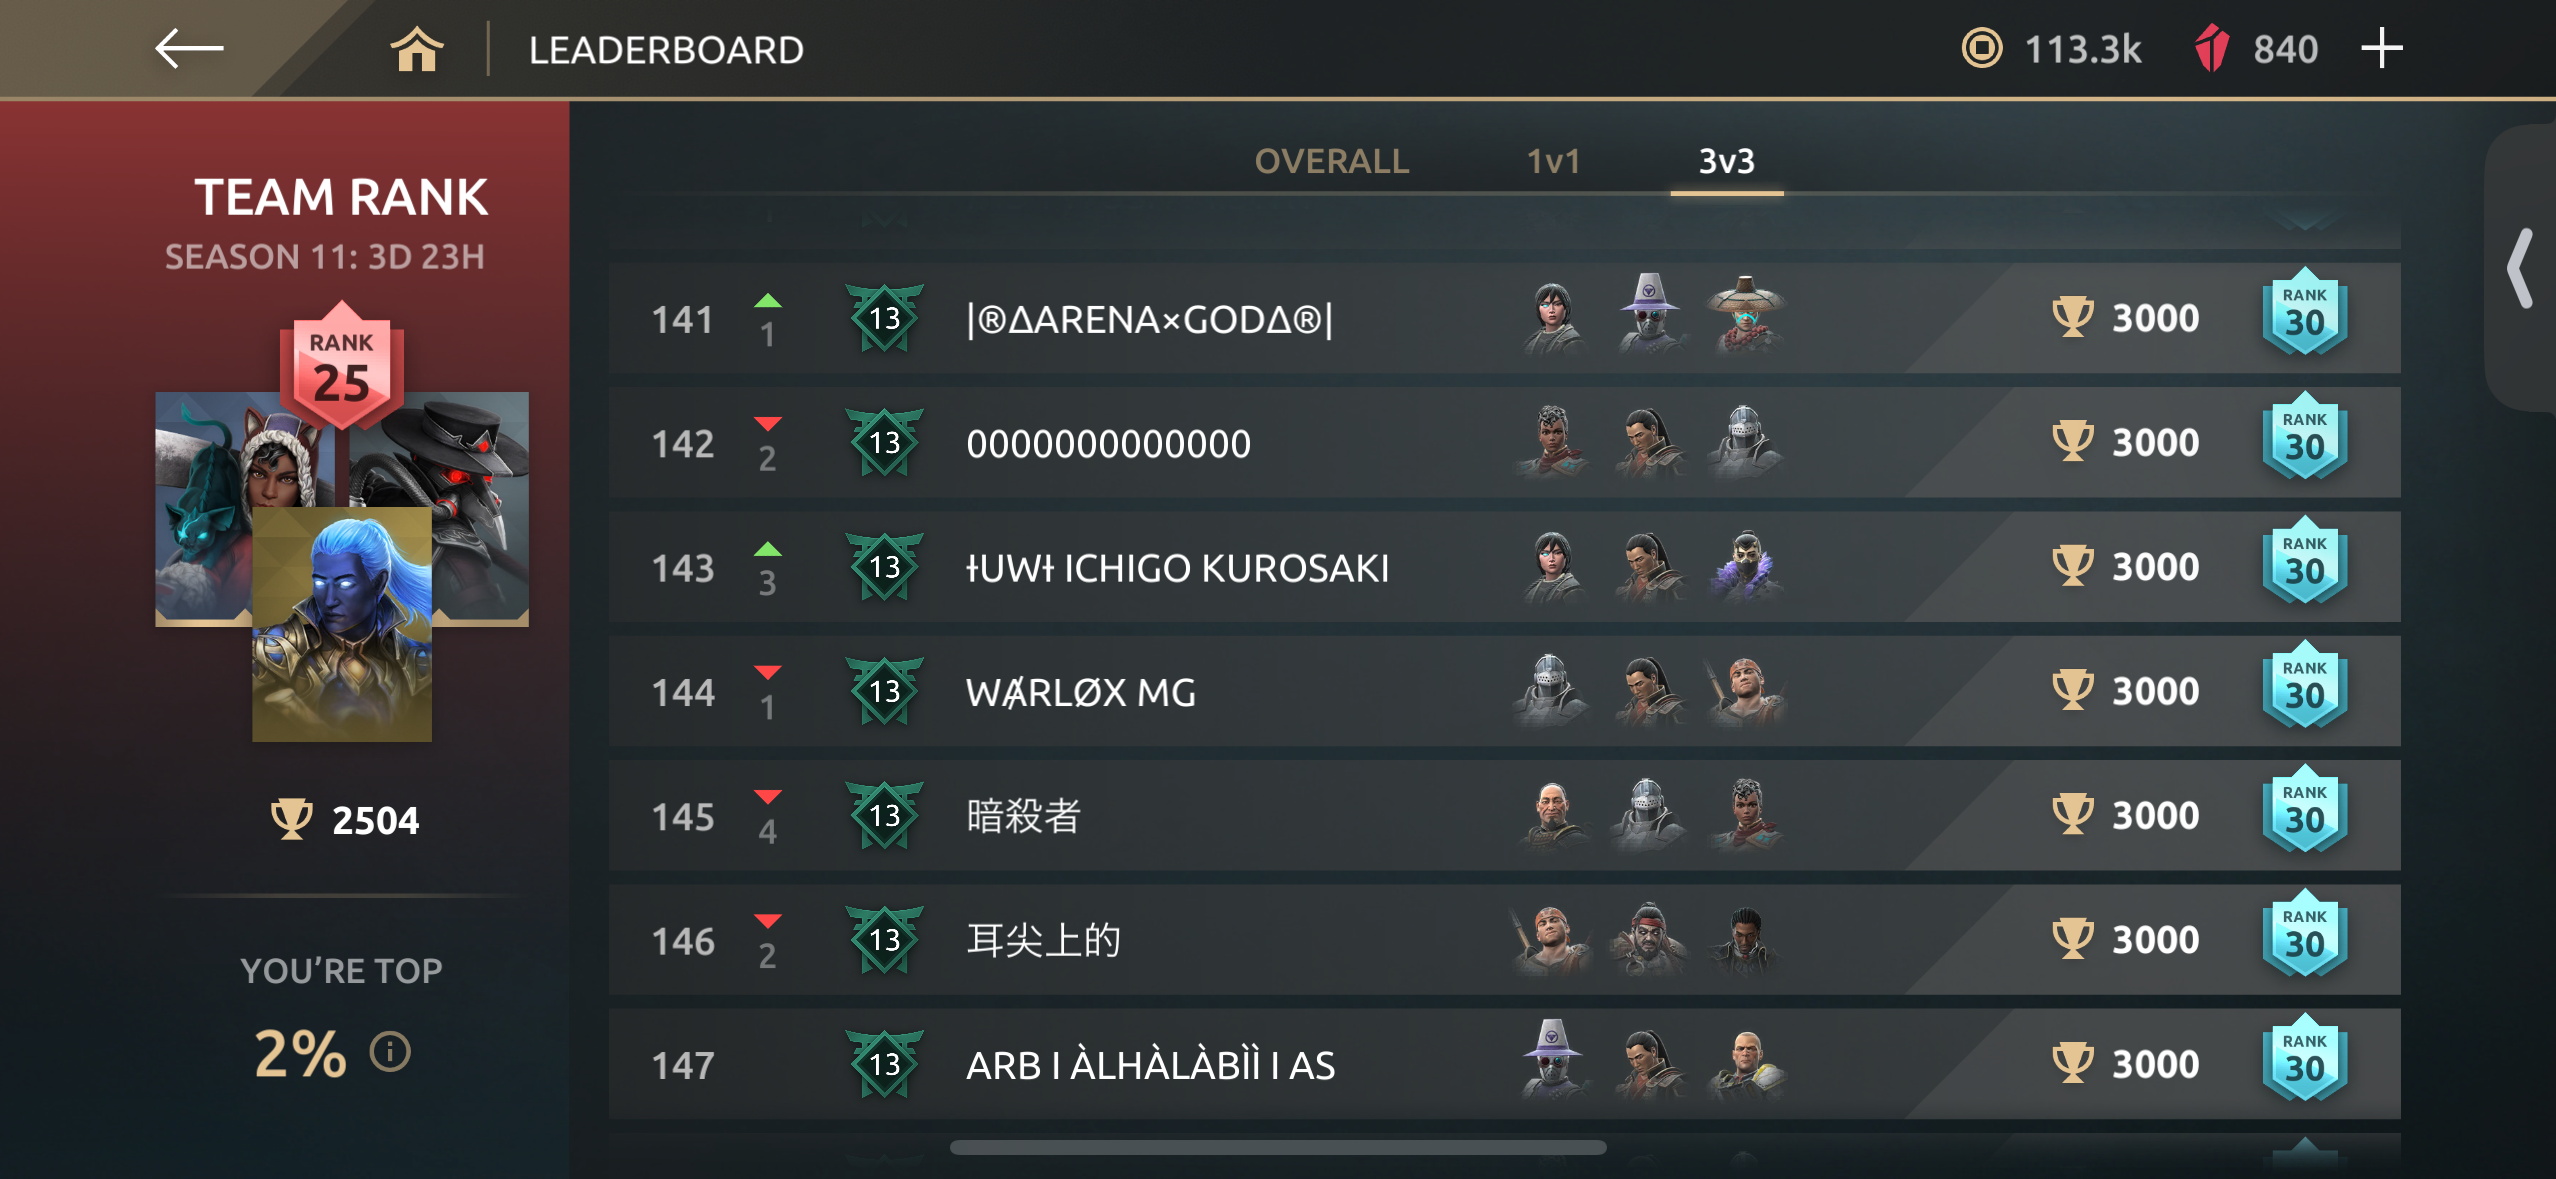 LEADERBOARD
113.3k
840
TEAM RANK
SEASON 11: 3D 23H
RANK
25
2504
YOU'RE TOP
2%
OVERALL 1v1 3v3
141 1 13 |®ΔARENA×GODΔ®| 3000 RANK 30
142 2 13 0000000000000 3000 RANK 30
143 3 13 ƚUWƚ ICHIGO KUROSAKI 3000 RANK 30
144 1 13 WȺRLØX MG 3000 RANK 30
145 4 13 暗殺者 3000 RANK 30
146 2 13 耳尖上的 3000 RANK 30
147 13 ARB I ÀLHÀLÀBÌÌ I AS 3000 RANK 30